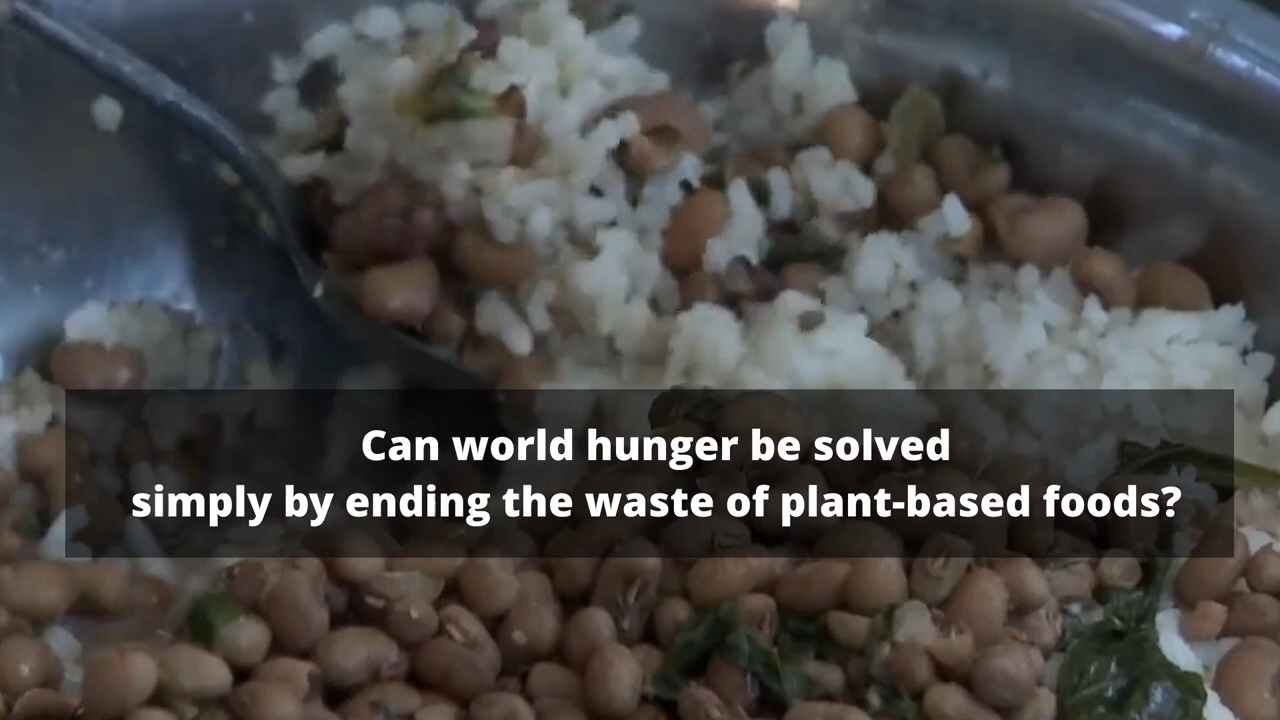 Can world hunger be solved
simply by ending the waste of plant-based foods?